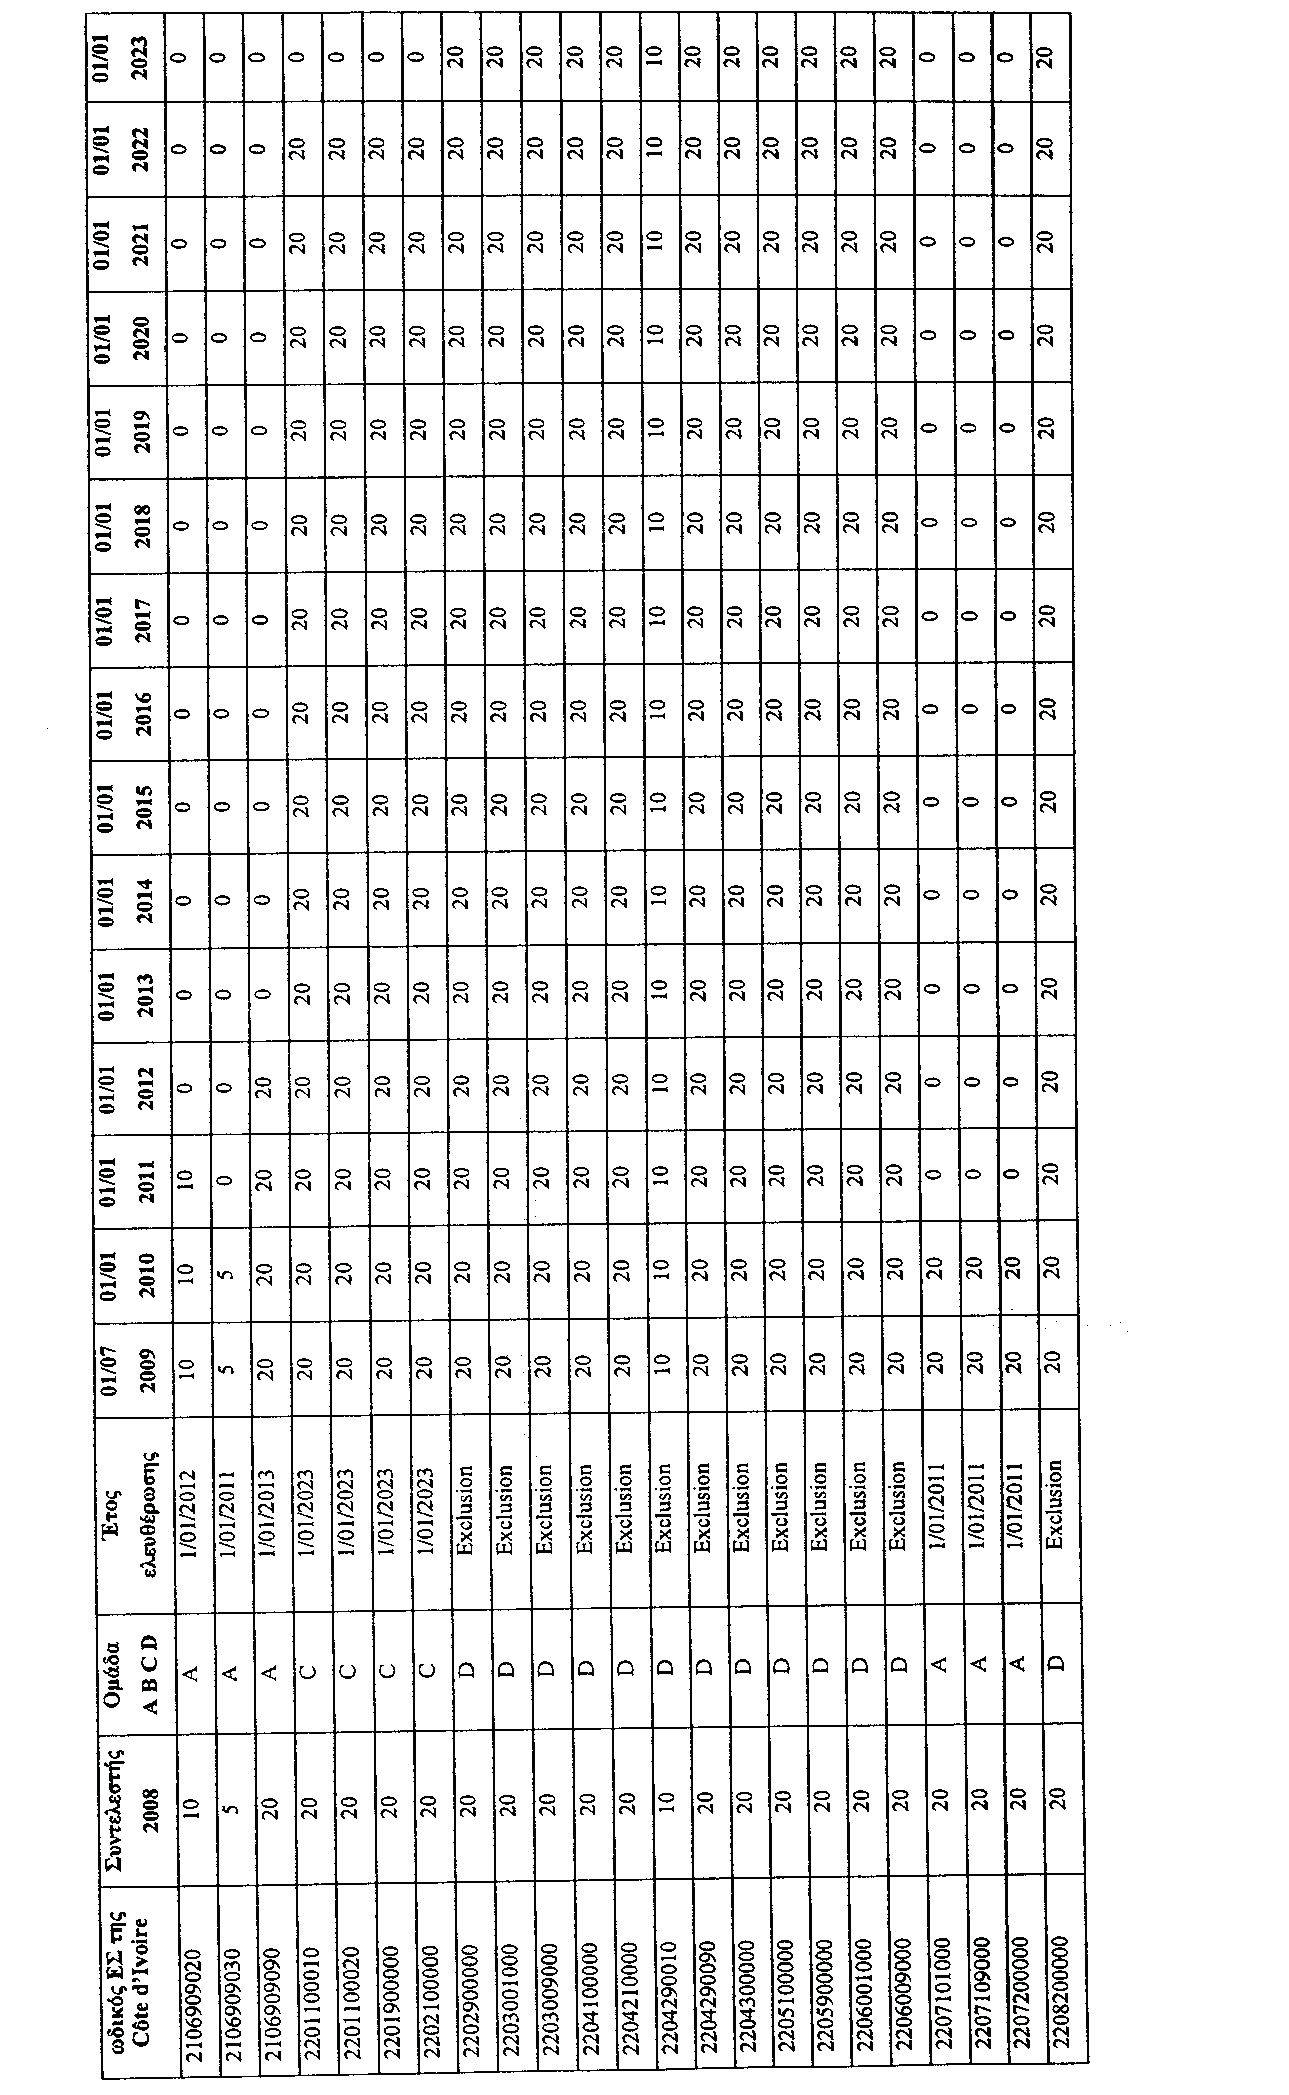 ωδικός ΕΣ της Côte d'Ivoire Συντελεστής 2008 Ομάδα A B C D Έτος ελευθέρωσης 01/07 2009 01/01 2010 01/01 2011 01/01 2012 01/01 2013 01/01 2014 01/01 2015 01/01 2016 01/01 2017 01/01 2018 01/01 2019 01/01 2020 01/01 2021 01/01 2022 01/01 2023
2106909020 10 A 1/01/2012 10 10 10 0 0 0 0 0 0 0 0 0 0 0 0
2106909030 5 A 1/01/2011 5 5 0 0 0 0 0 0 0 0 0 0 0 0 0
2106909090 20 A 1/01/2013 20 20 20 20 0 0 0 0 0 0 0 0 0 0 0
2201100010 20 C 1/01/2023 20 20 20 20 20 20 20 20 20 20 20 20 20 20 0
2201100020 20 C 1/01/2023 20 20 20 20 20 20 20 20 20 20 20 20 20 20 0
2201900000 20 C 1/01/2023 20 20 20 20 20 20 20 20 20 20 20 20 20 20 0
2202100000 20 C 1/01/2023 20 20 20 20 20 20 20 20 20 20 20 20 20 20 0
2202900000 20 D Exclusion 20 20 20 20 20 20 20 20 20 20 20 20 20 20 20
2203001000 20 D Exclusion 20 20 20 20 20 20 20 20 20 20 20 20 20 20 20
2203009000 20 D Exclusion 20 20 20 20 20 20 20 20 20 20 20 20 20 20 20
2204100000 20 D Exclusion 20 20 20 20 20 20 20 20 20 20 20 20 20 20 20
2204210000 20 D Exclusion 20 20 20 20 20 20 20 20 20 20 20 20 20 20 20
2204290010 10 D Exclusion 10 10 10 10 10 10 10 10 10 10 10 10 10 10 10
2204290090 20 D Exclusion 20 20 20 20 20 20 20 20 20 20 20 20 20 20 20
2204300000 20 D Exclusion 20 20 20 20 20 20 20 20 20 20 20 20 20 20 20
2205100000 20 D Exclusion 20 20 20 20 20 20 20 20 20 20 20 20 20 20 20
2205900000 20 D Exclusion 20 20 20 20 20 20 20 20 20 20 20 20 20 20 20
2206001000 20 D Exclusion 20 20 20 20 20 20 20 20 20 20 20 20 20 20 20
2206009000 20 D Exclusion 20 20 20 20 20 20 20 20 20 20 20 20 20 20 20
2207101000 20 A 1/01/2011 20 20 0 0 0 0 0 0 0 0 0 0 0 0 0
2207109000 20 A 1/01/2011 20 20 0 0 0 0 0 0 0 0 0 0 0 0 0
2207200000 20 A 1/01/2011 20 20 0 0 0 0 0 0 0 0 0 0 0 0 0
2208200000 20 D Exclusion 20 20 20 20 20 20 20 20 20 20 20 20 20 20 20